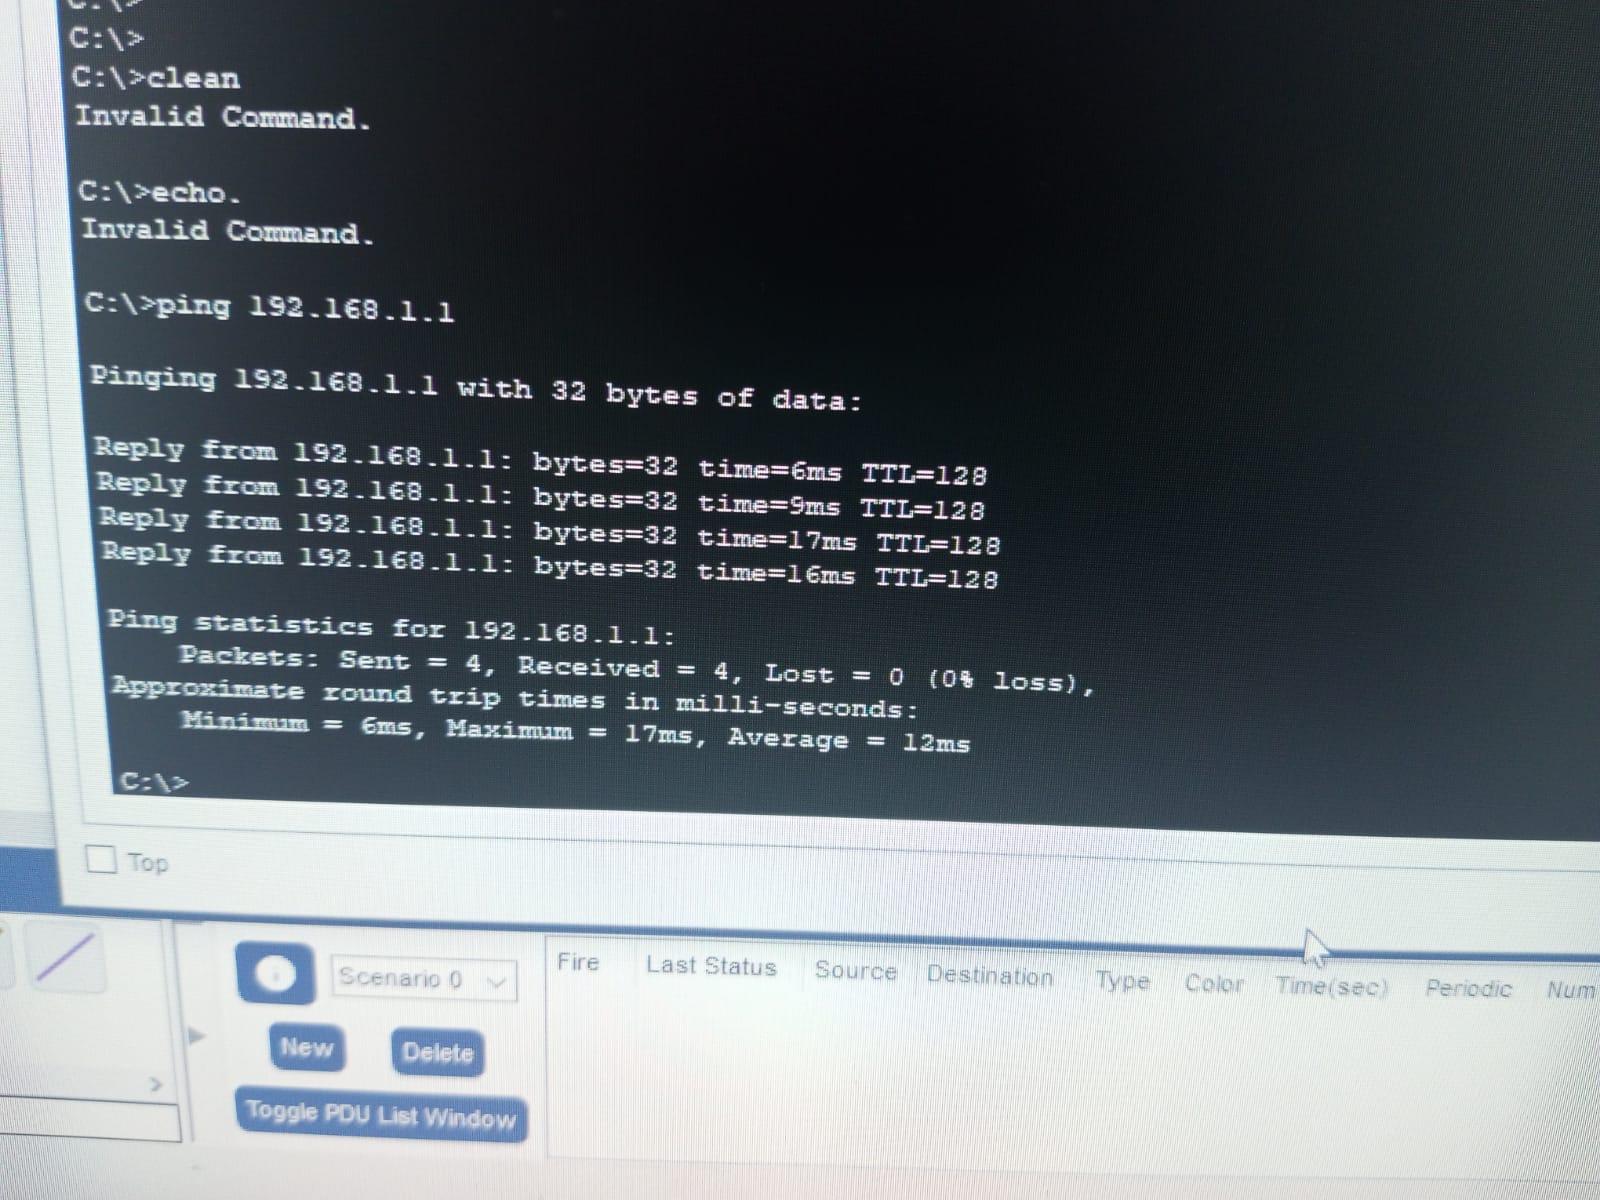 C:\>
C:\>
C:\>clean
Invalid Command.
C:\>echo.
Invalid Command.
C:\>ping 192.168.1.1
Pinging 192.168.1.1 with 32 bytes of data:
Reply from 192.168.1.1: bytes=32 time=6ms TTL=128
Reply from 192.168.1.1: bytes=32 time=9ms TTL=128
Reply from 192.168.1.1: bytes=32 time=17ms TTL=128
Reply from 192.168.1.1: bytes=32 time=16ms TTL=128
Ping statistics for 192.168.1.1:
Packets: Sent = 4, Received = 4, Lost = 0 (0% loss),
Approximate round trip times in milli-seconds:
Minimum = 6ms, Maximum = 17ms, Average = 12ms
C:\>
Top
Scenario 0
Fire Last Status Source Destination Type Color Time(sec) Periodic Num
New Delete
Toggle PDU List Window